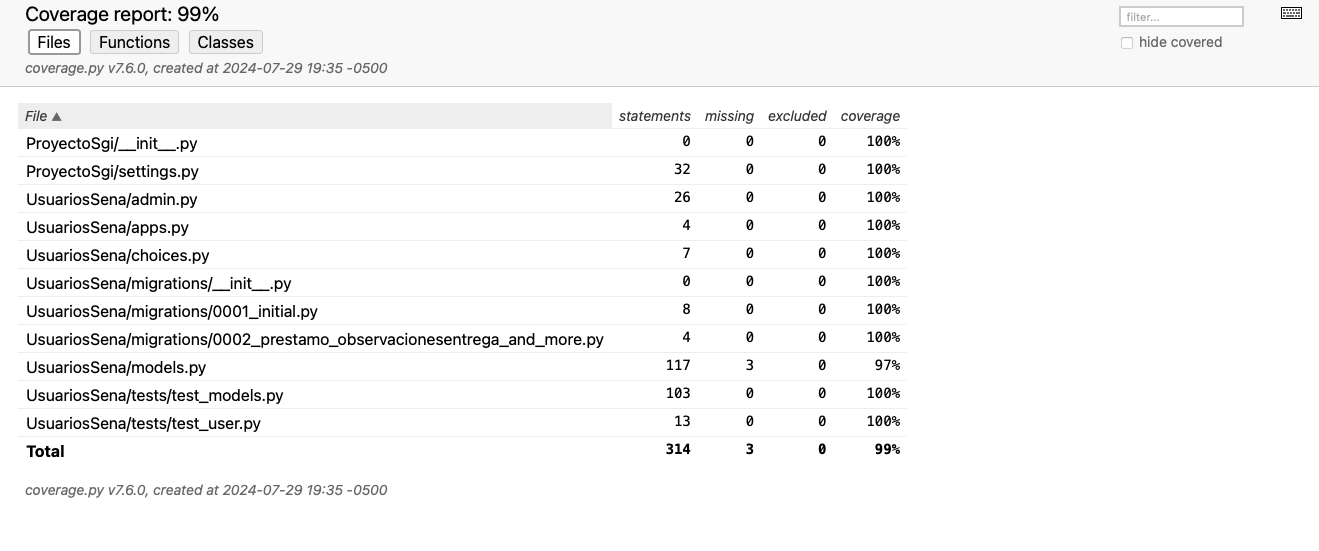 Coverage report: 99%
filter...
hide covered
Files Functions Classes
coverage.py v7.6.0, created at 2024-07-29 19:35 -0500
File ▲ statements missing excluded coverage
ProyectoSgi/__init__.py 0 0 0 100%
ProyectoSgi/settings.py 32 0 0 100%
UsuariosSena/admin.py 26 0 0 100%
UsuariosSena/apps.py 4 0 0 100%
UsuariosSena/choices.py 7 0 0 100%
UsuariosSena/migrations/__init__.py 0 0 0 100%
UsuariosSena/migrations/0001_initial.py 8 0 0 100%
UsuariosSena/migrations/0002_prestamo_observacionesentrega_and_more.py 4 0 0 100%
UsuariosSena/models.py 117 3 0 97%
UsuariosSena/tests/test_models.py 103 0 0 100%
UsuariosSena/tests/test_user.py 13 0 0 100%
Total 314 3 0 99%
coverage.py v7.6.0, created at 2024-07-29 19:35 -0500